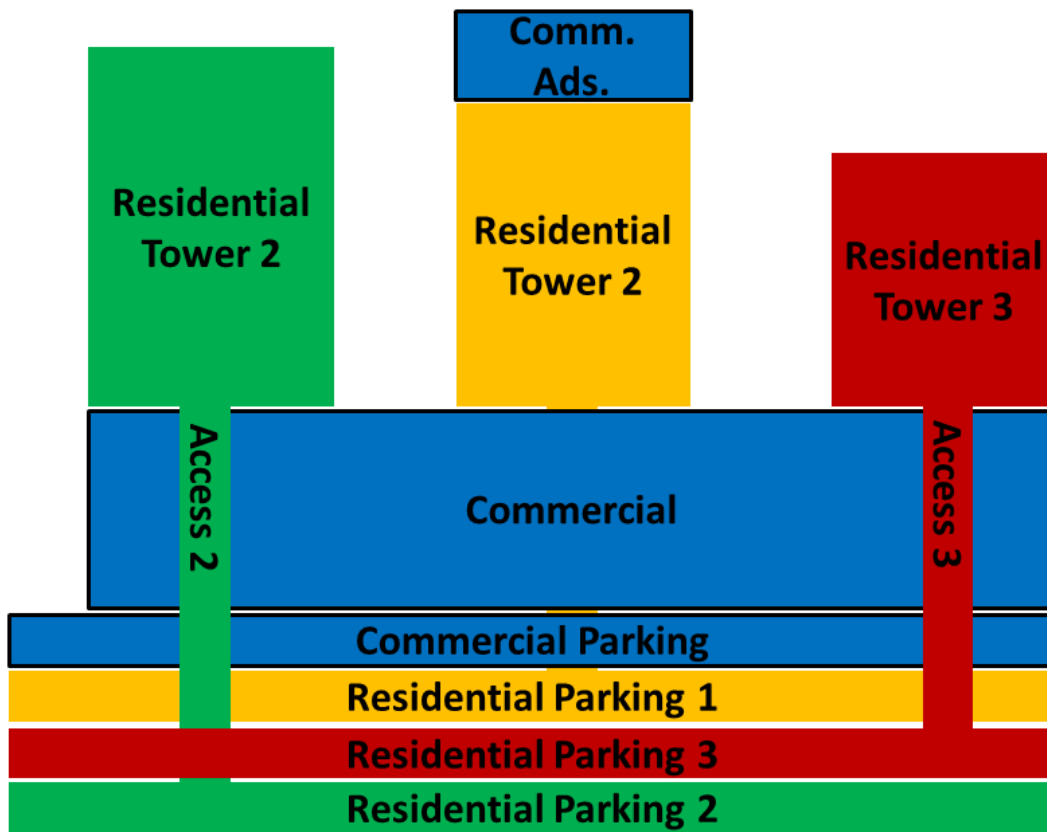 Comm.
Ads.
Residential
Tower 2
Residential
Tower 2
Residential
Tower 3
Access 2
Access 3
Commercial
Commercial Parking
Residential Parking 1
Residential Parking 3
Residential Parking 2